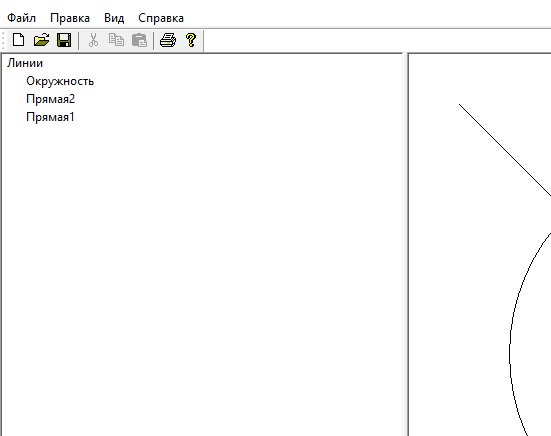 Файл Правка Вид Справка
Линии
Окружность
Прямая2
Прямая1